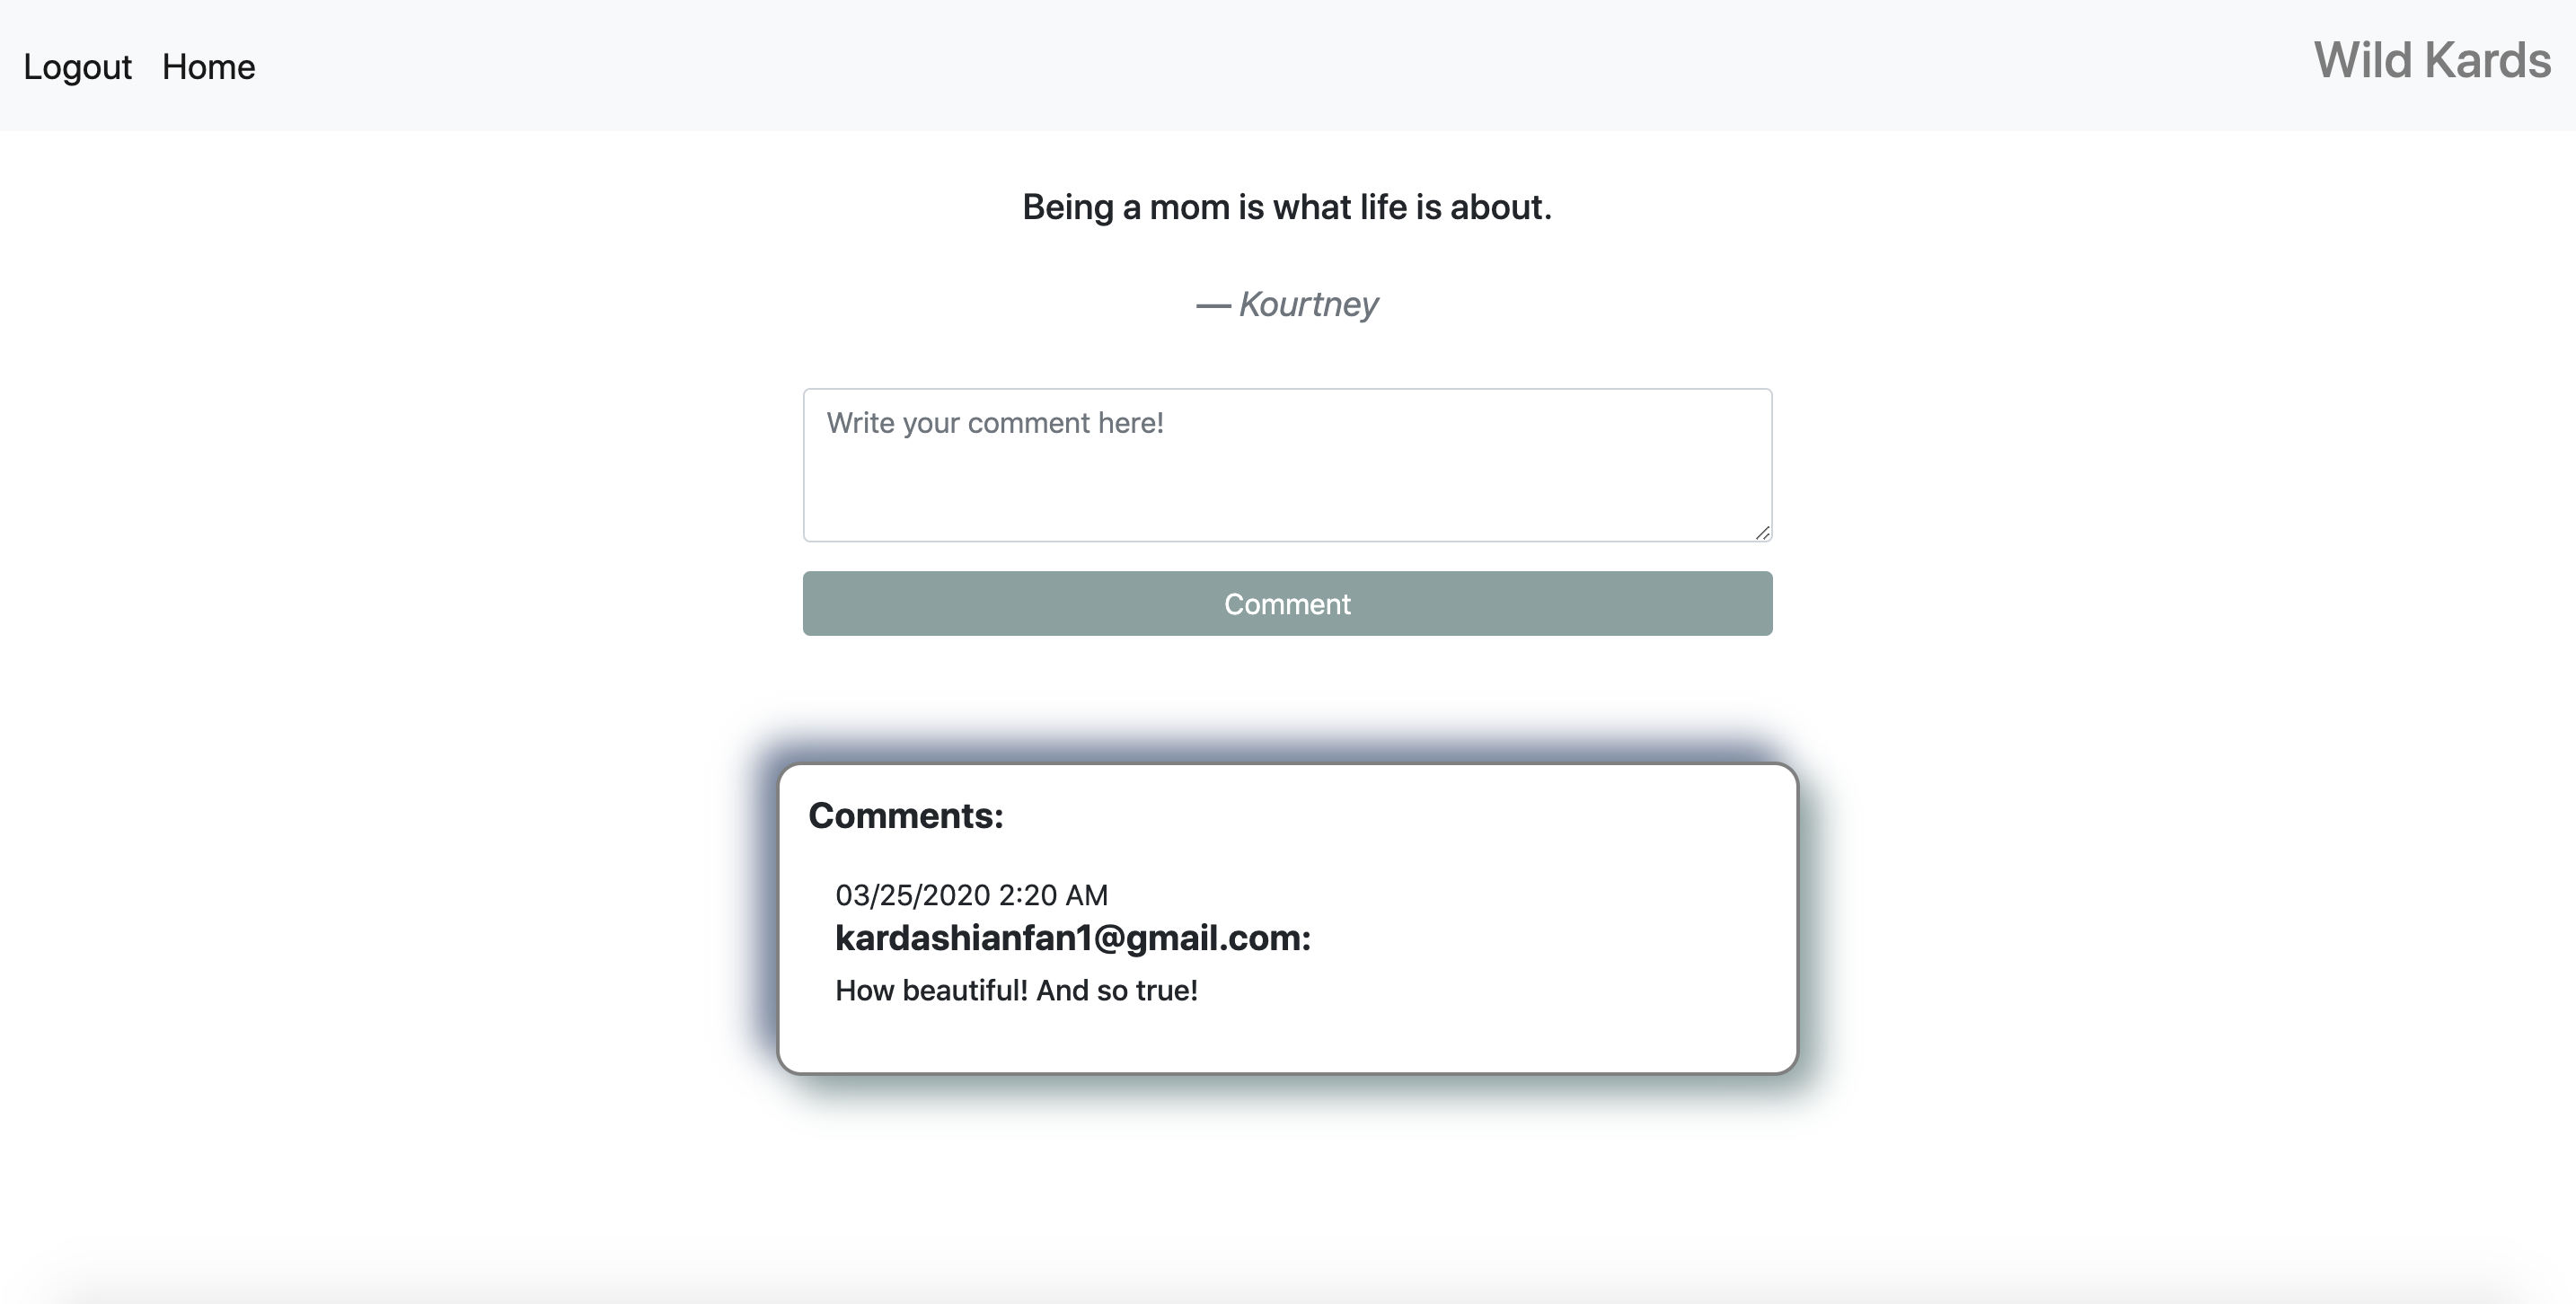 Logout Home Wild Kards
Being a mom is what life is about.
— Kourtney
Write your comment here!
Comment
Comments:
03/25/2020 2:20 AM
kardashianfan1@gmail.com:
How beautiful! And so true!